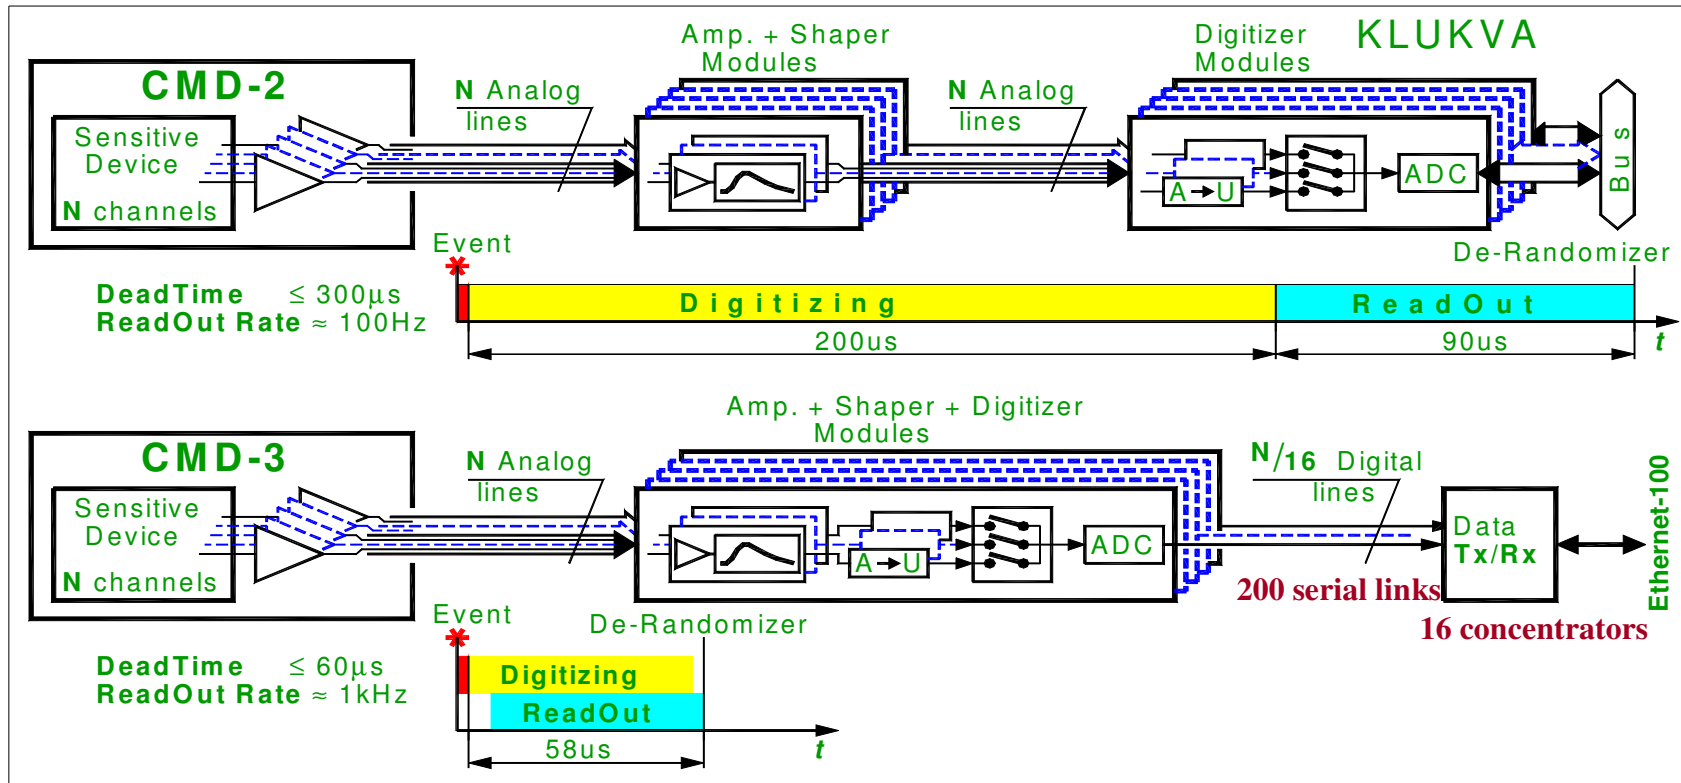 KLUKVA
CMD-2
Sensitive
Device
N channels
N Analog
lines
Amp. + Shaper
Modules
N Analog
lines
Digitizer
Modules
A → U
ADC
Bus
Event
De-Randomizer
DeadTime ≤ 300µs
ReadOut Rate ≈ 100Hz
Digitizing
ReadOut
200us
90us
t
CMD-3
Sensitive
Device
N channels
N Analog
lines
Amp. + Shaper + Digitizer
Modules
A → U
ADC
N/16 Digital
lines
Data
Tx/Rx
Ethernet-100
200 serial links
16 concentrators
Event
De-Randomizer
DeadTime ≤ 60µs
ReadOut Rate ≈ 1kHz
Digitizing
ReadOut
58us
t